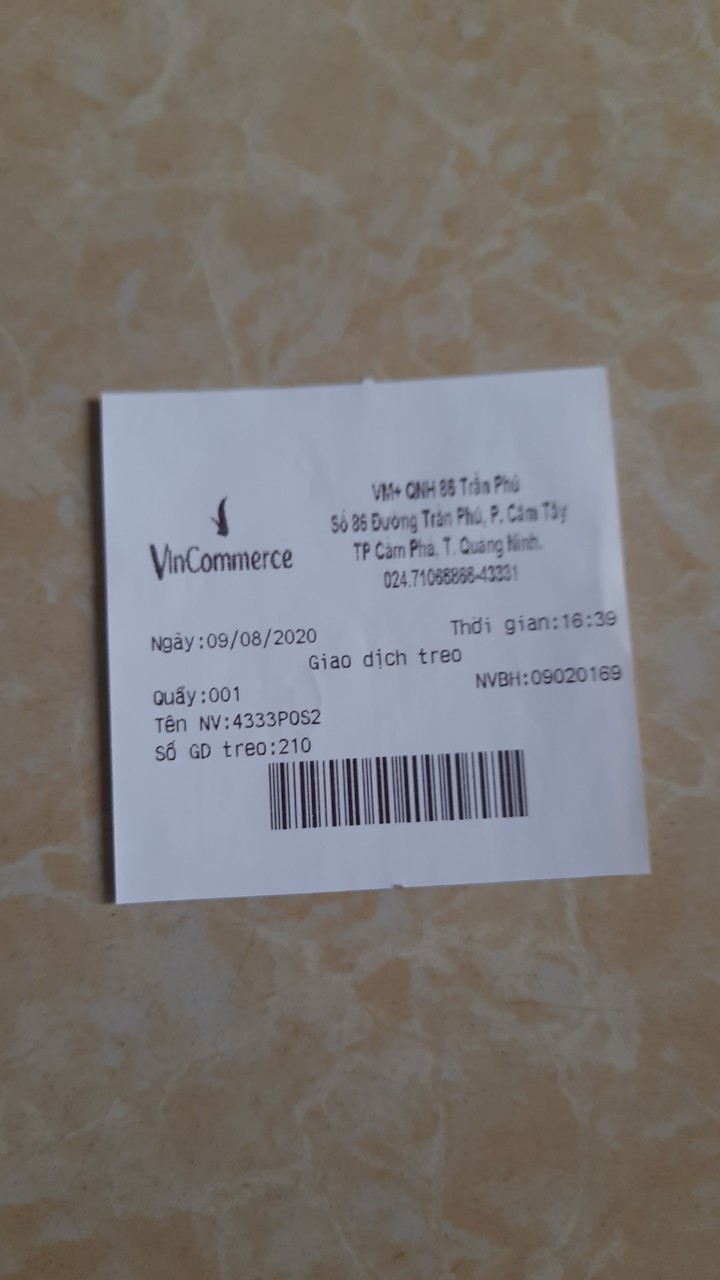 VinCommerce
VM+ QNH 86 Trần Phú
Số 86 Đường Trần Phú, P. Cẩm Tây
TP Cẩm Phả, T. Quảng Ninh.
024.71066866-43331
Ngày:09/08/2020 Thời gian:16:39
Giao dịch treo
Quầy:001 NVBH:09020169
Tên NV:4333POS2
Số GD treo:210